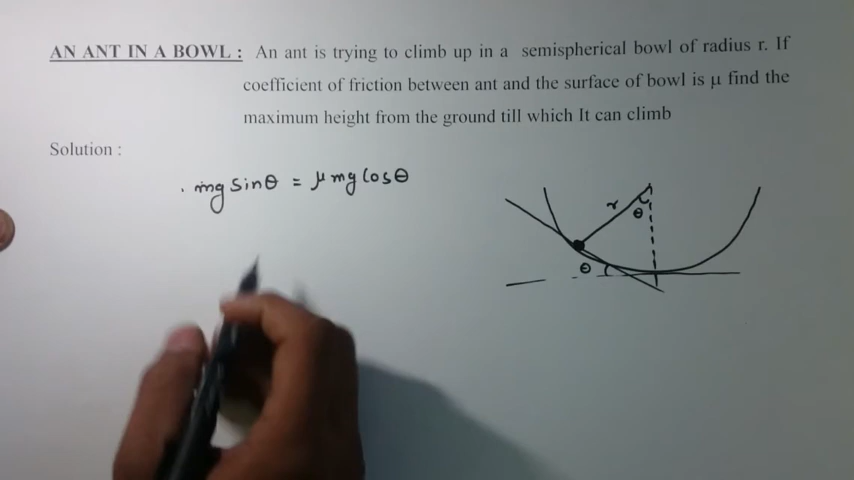 AN ANT IN A BOWL : An ant is trying to climb up in a semispherical bowl of radius r. If
coefficient of friction between ant and the surface of bowl is μ find the
maximum height from the ground till which It can climb
Solution :
mg sinθ = μ mg cosθ
r
θ
θ